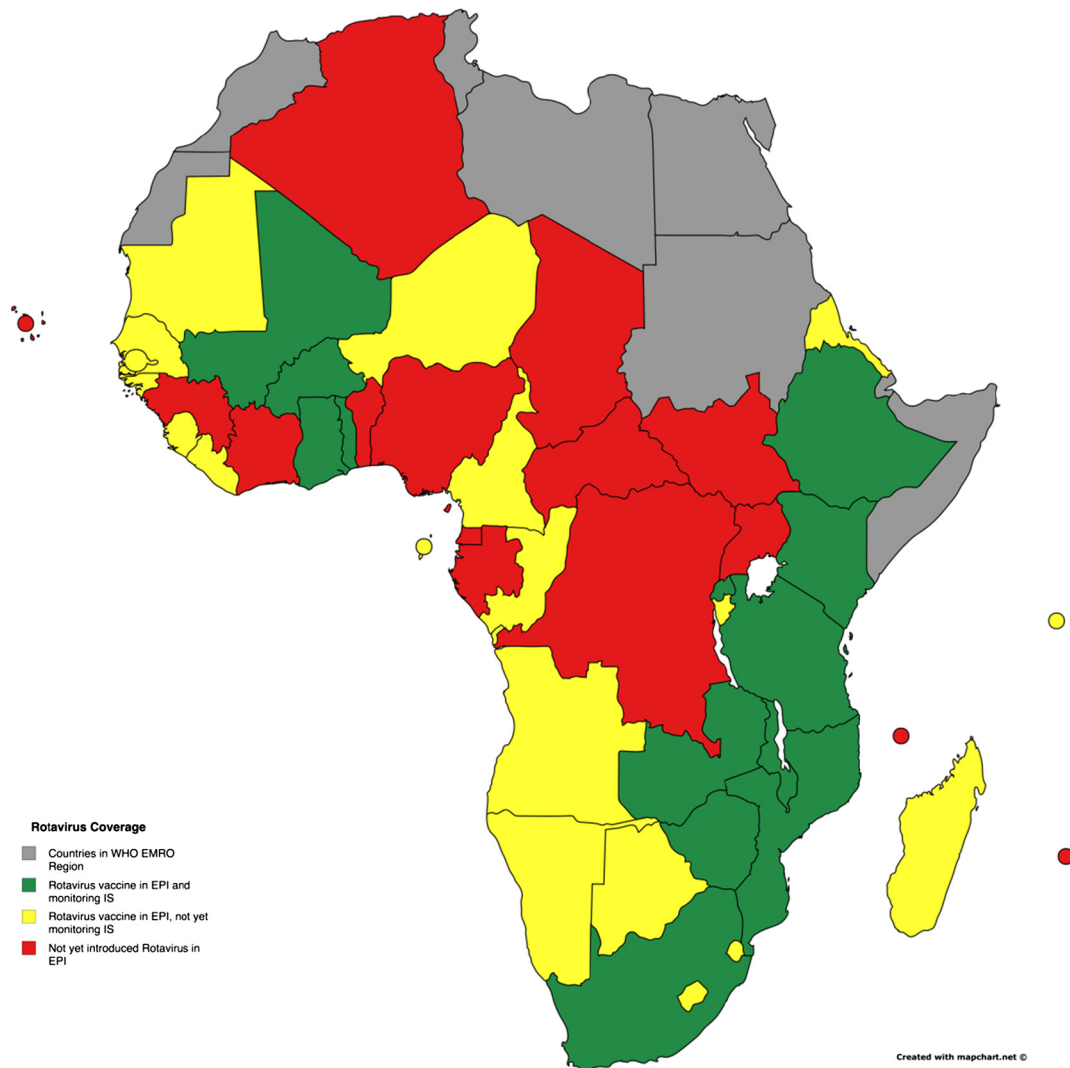 Rotavirus Coverage
Countries in WHO EMRO
Region
Rotavirus vaccine in EPI and
monitoring IS
Rotavirus vaccine in EPI, not yet
monitoring IS
Not yet introduced Rotavirus in
EPI
Created with mapchart.net ©